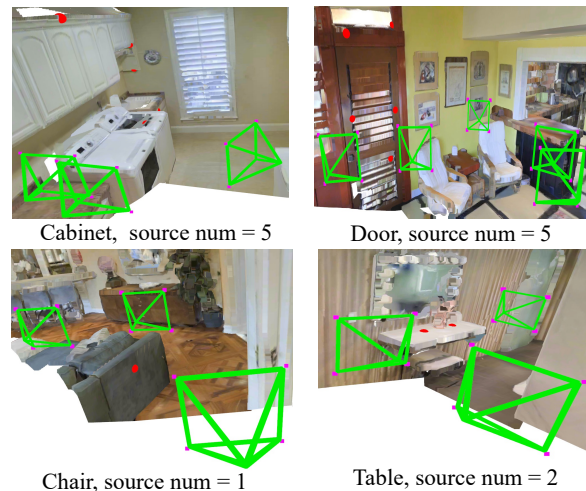 Cabinet, source num = 5
Door, source num = 5
Chair, source num = 1
Table, source num = 2